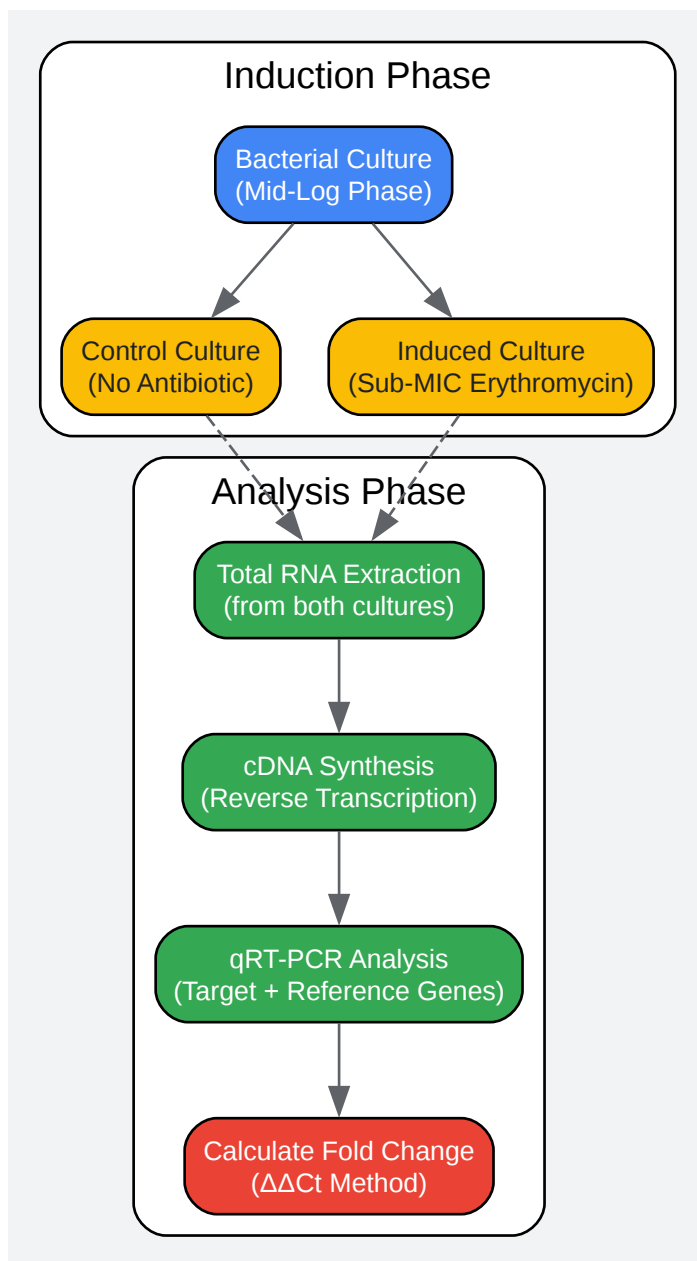 Induction Phase
Bacterial Culture
(Mid-Log Phase)
Control Culture
(No Antibiotic)
Induced Culture
(Sub-MIC Erythromycin)
Analysis Phase
Total RNA Extraction
(from both cultures)
cDNA Synthesis
(Reverse Transcription)
qRT-PCR Analysis
(Target + Reference Genes)
Calculate Fold Change
(ΔΔCt Method)